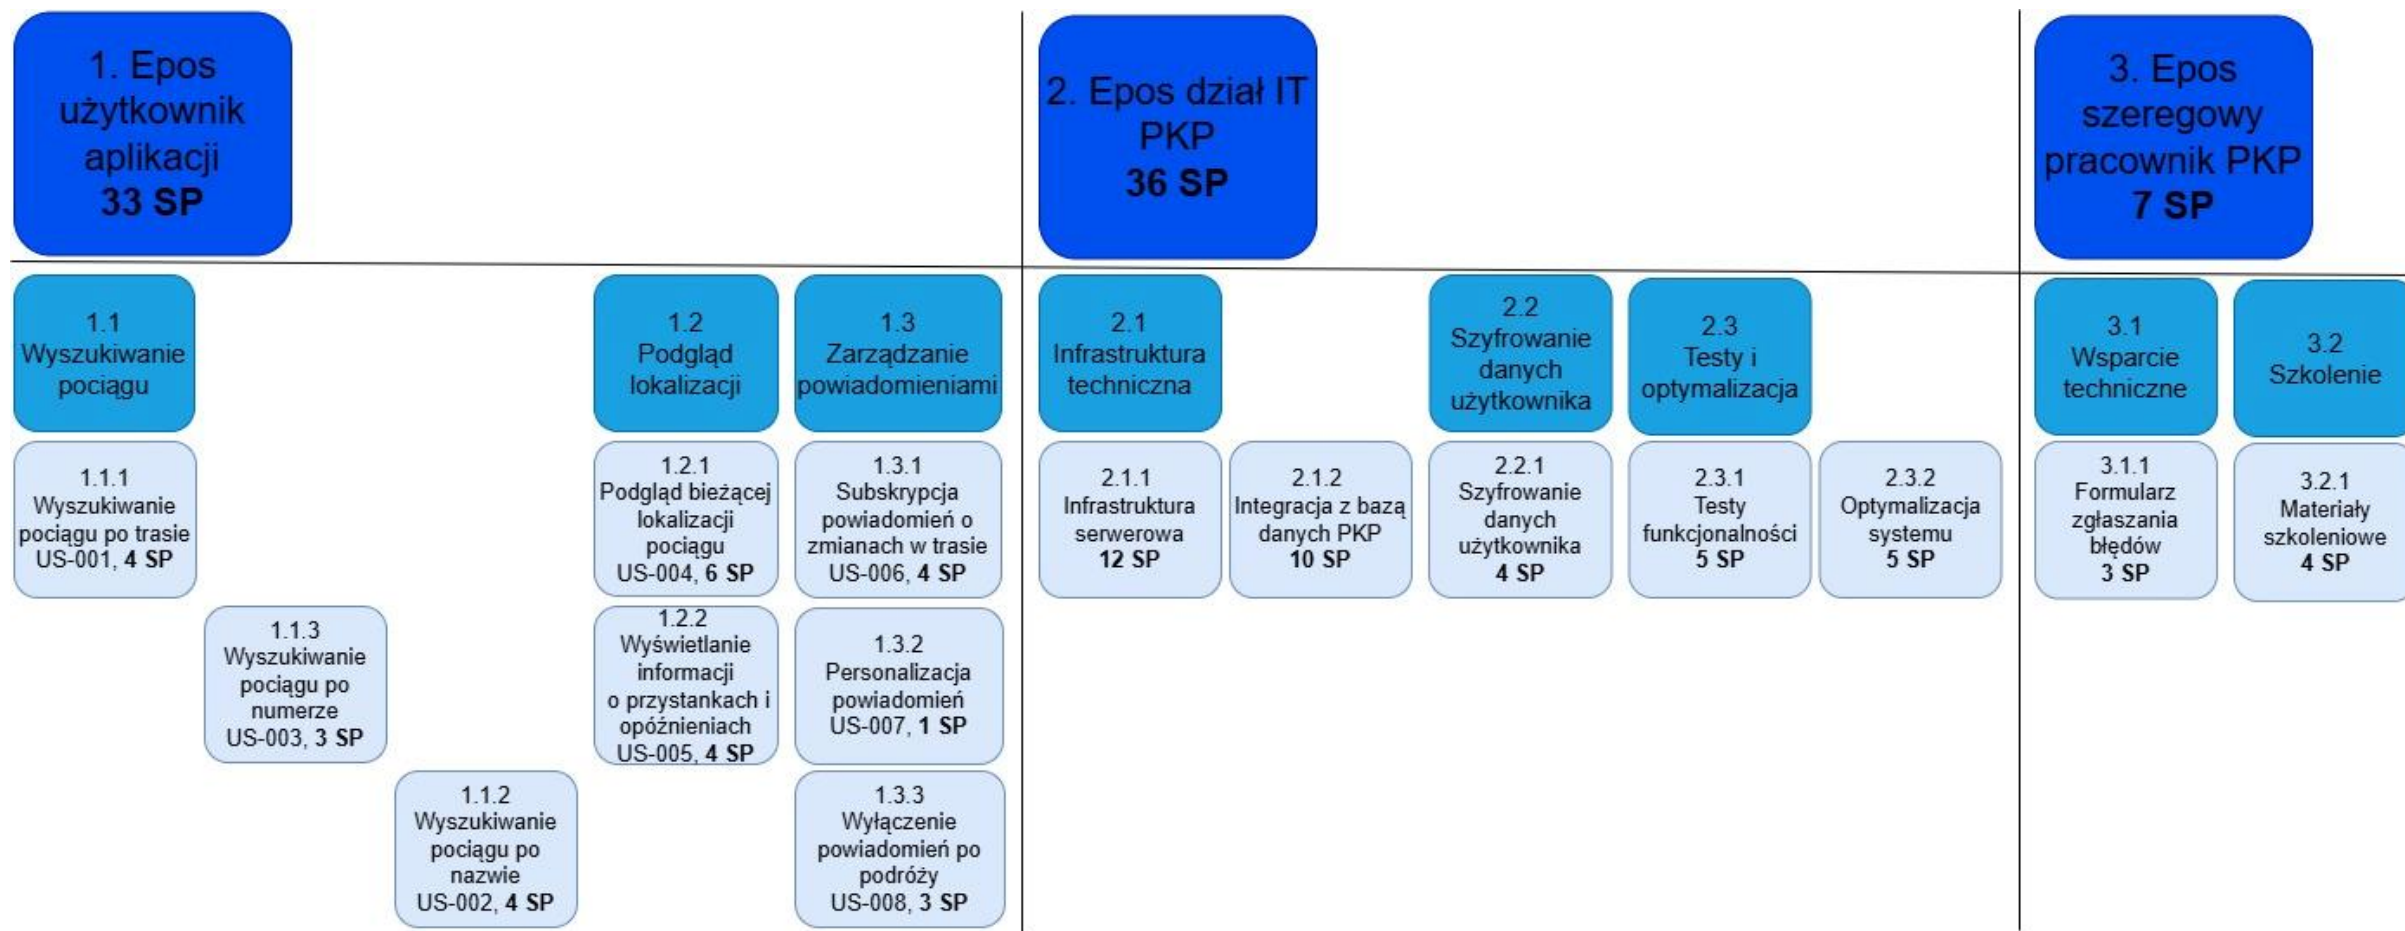 1. Epos
użytkownik
aplikacji
33 SP
2. Epos dział IT
PKP
36 SP
3. Epos
szeregowy
pracownik PKP
7 SP
1.1
Wyszukiwanie
pociągu
1.2
Podgląd
lokalizacji
1.3
Zarządzanie
powiadomieniami
2.1
Infrastruktura
techniczna
2.2
Szyfrowanie
danych
użytkownika
2.3
Testy i
optymalizacja
3.1
Wsparcie
techniczne
3.2
Szkolenie
1.1.1
Wyszukiwanie
pociągu po trasie
US-001, 4 SP
1.2.1
Podgląd bieżącej
lokalizacji
pociągu
US-004, 6 SP
1.3.1
Subskrypcja
powiadomień o
zmianach w trasie
US-006, 4 SP
2.1.1
Infrastruktura
serwerowa
12 SP
2.1.2
Integracja z bazą
danych PKP
10 SP
2.2.1
Szyfrowanie
danych
użytkownika
4 SP
2.3.1
Testy
funkcjonalności
5 SP
2.3.2
Optymalizacja
systemu
5 SP
3.1.1
Formularz
zgłaszania
błędów
3 SP
3.2.1
Materiały
szkoleniowe
4 SP
1.1.3
Wyszukiwanie
pociągu po
numerze
US-003, 3 SP
1.2.2
Wyświetlanie
informacji
o przystankach i
opóźnieniach
US-005, 4 SP
1.3.2
Personalizacja
powiadomień
US-007, 1 SP
1.1.2
Wyszukiwanie
pociągu po
nazwie
US-002, 4 SP
1.3.3
Wyłączenie
powiadomień po
podróży
US-008, 3 SP